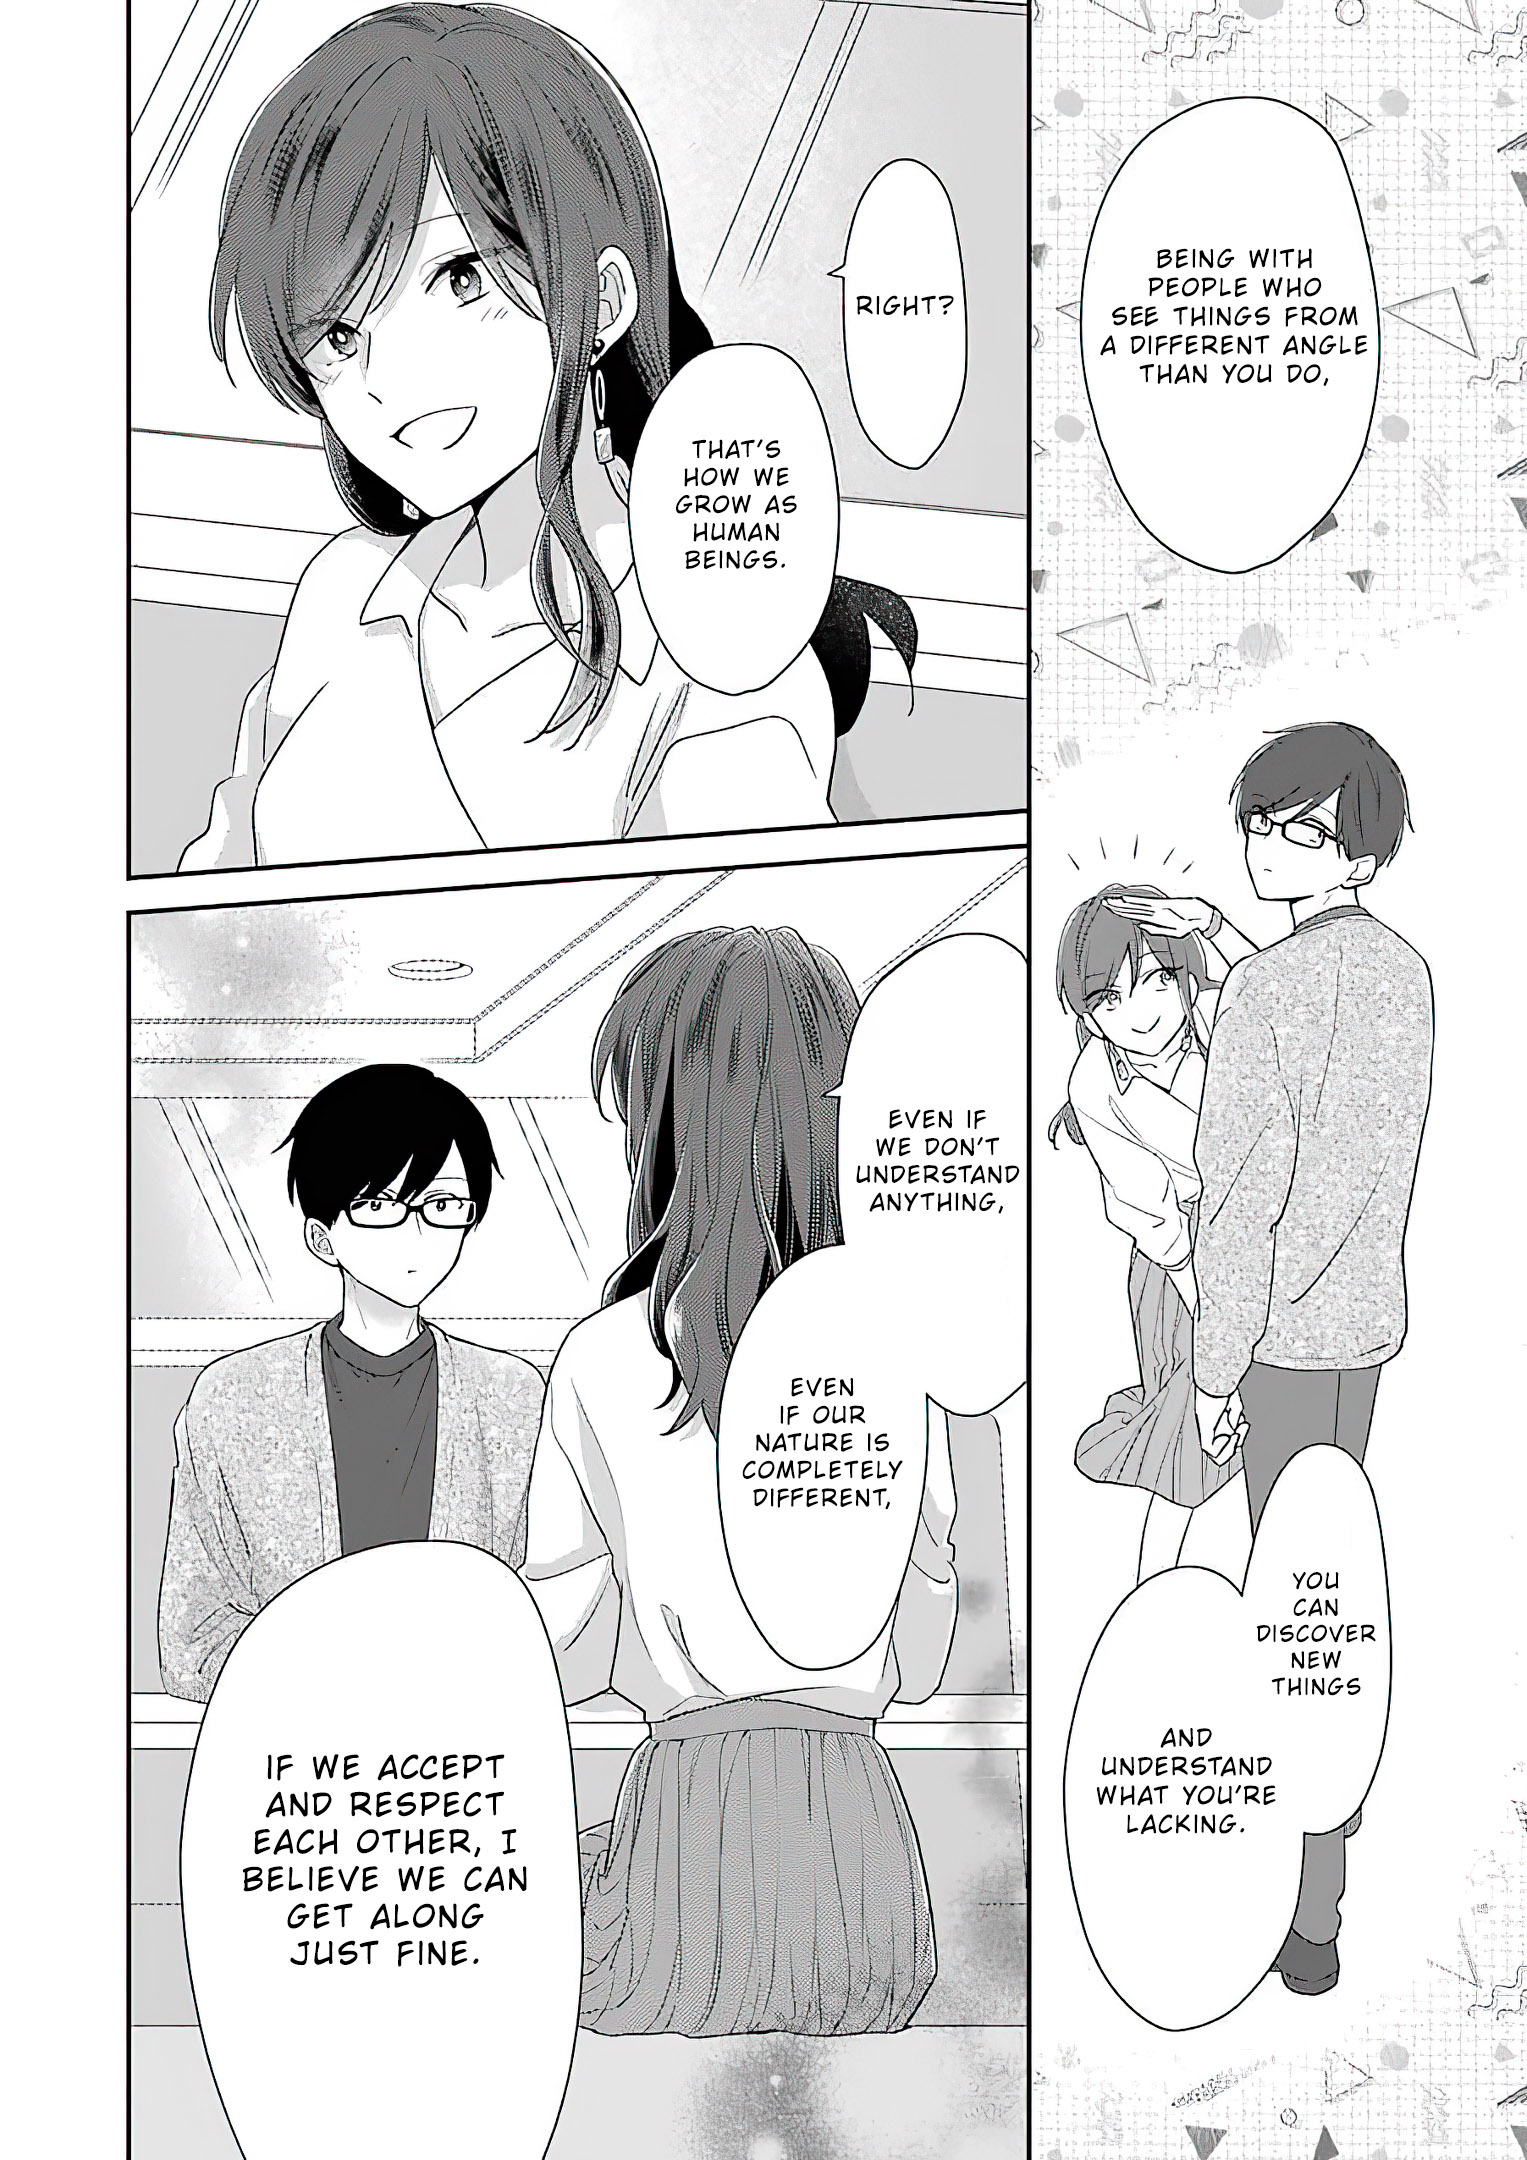 BEING WITH
PEOPLE WHO
SEE THINGS FROM
A DIFFERENT ANGLE
THAN YOU DO,
YOU
CAN
DISCOVER
NEW
THINGS
AND
UNDERSTAND
WHAT YOU'RE
LACKING.
RIGHT?
THAT'S
HOW WE
GROW AS
HUMAN
BEINGS.
EVEN IF
WE DON'T
UNDERSTAND
ANYTHING,
EVEN
IF OUR
NATURE IS
COMPLETELY
DIFFERENT,
IF WE ACCEPT
AND RESPECT
EACH OTHER, I
BELIEVE WE CAN
GET ALONG
JUST FINE.